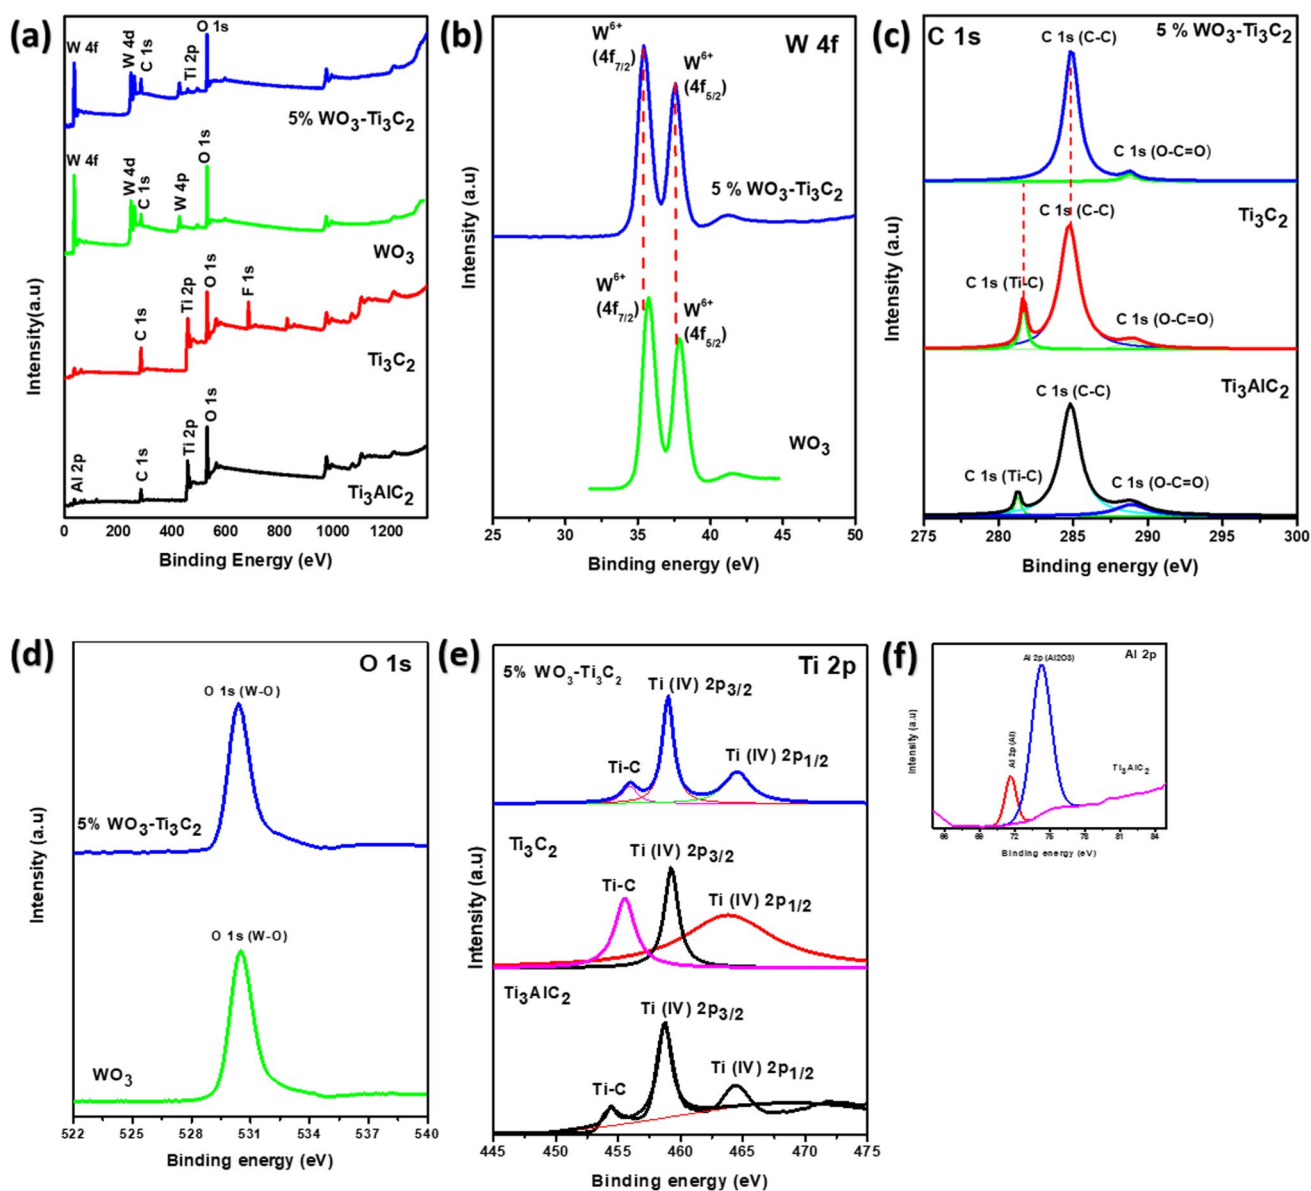 (a)
W 4f
W 4d
C 1s
Ti 2p
O 1s
5% WO3-Ti3C2
W 4f
W 4d
C 1s
W 4p
O 1s
WO3
C 1s
Ti 2p
O 1s
F 1s
Ti3C2
Al 2p
C 1s
Ti 2p
O 1s
Ti3AlC2
Intensity(a.u)
0 200 400 600 800 1000 1200
Binding Energy (eV)
(b)
W 4f
W6+
(4f7/2)
W6+
(4f5/2)
5 % WO3-Ti3C2
W6+
(4f7/2)
W6+
(4f5/2)
WO3
Intensity (a.u)
25 30 35 40 45 50
Binding energy (eV)
(c)
C 1s
5 % WO3-Ti3C2
C 1s (C-C)
C 1s (O-C=O)
Ti3C2
C 1s (C-C)
C 1s (Ti-C)
C 1s (O-C=O)
Ti3AlC2
C 1s (C-C)
C 1s (Ti-C)
C 1s (O-C=O)
Intensity (a.u)
275 280 285 290 295 300
Binding energy (eV)
(d)
O 1s
O 1s (W-O)
5% WO3-Ti3C2
O 1s (W-O)
WO3
Intensity (a.u)
522 525 528 531 534 537 540
Binding energy (eV)
(e)
Ti 2p
5% WO3-Ti3C2
Ti (IV) 2p3/2
Ti-C
Ti (IV) 2p1/2
Ti3C2
Ti (IV) 2p3/2
Ti-C
Ti (IV) 2p1/2
Ti3AlC2
Ti (IV) 2p3/2
Ti-C
Ti (IV) 2p1/2
Intensity (a.u)
445 450 455 460 465 470 475
Binding energy (eV)
(f)
Al 2p
Al 2p (Al2O3)
Al 2p (Al)
Ti3AlC2
Intensity (a.u)
66 69 72 75 78 81 84
Binding energy (eV)